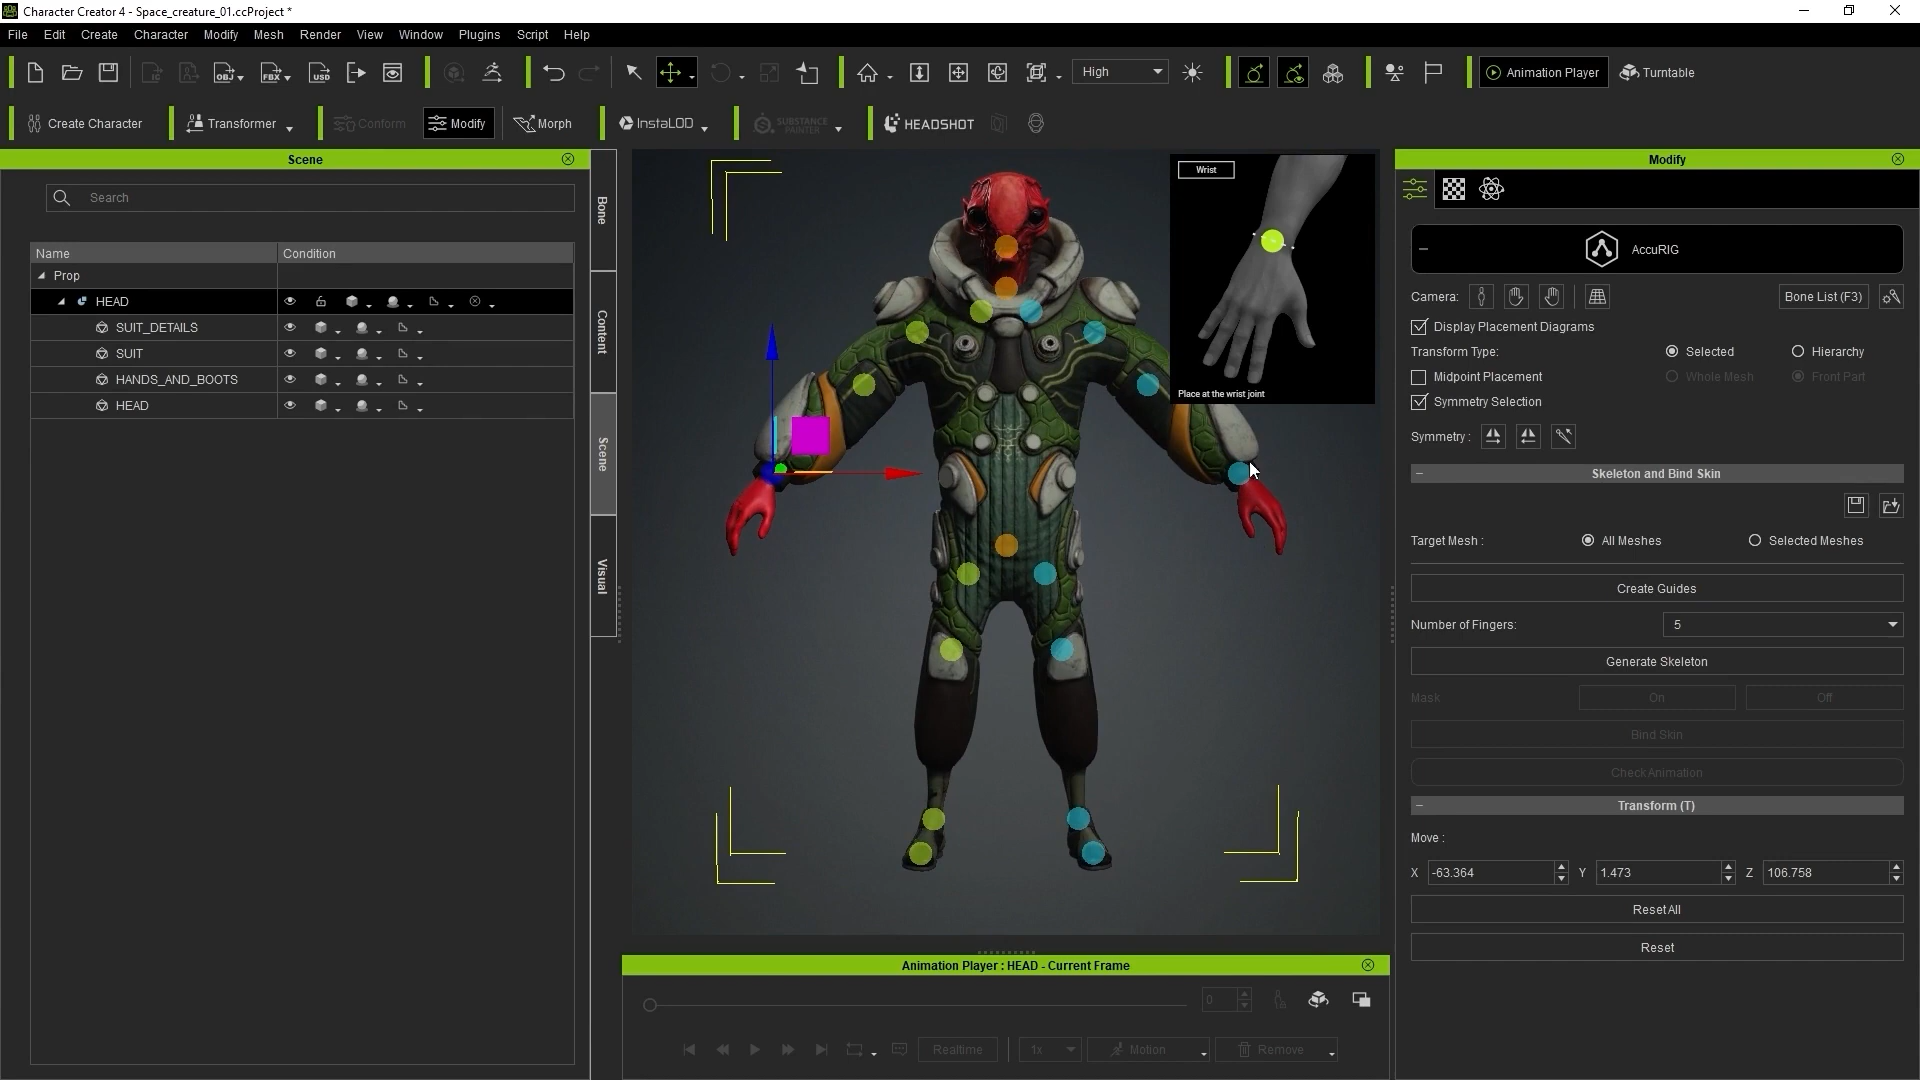 Character Creator 4 - Space_creature_01.ccProject *
File Edit Create Character Modify Mesh Render View Window Plugins Script Help
OBJ FBX USD High Animation Player Turntable
Create Character Transformer Conform Modify Morph InstaLOD SUBSTANCE PAINTER HEADSHOT
Scene
Search
Name Condition
Prop
HEAD
SUIT_DETAILS
SUIT
HANDS_AND_BOOTS
HEAD
Bone
Content
Scene
Visual
Wrist
Place at the wrist joint
Animation Player : HEAD - Current Frame
0
Realtime 1x Motion Remove
Modify
AccuRIG
Camera: Bone List (F3)
Display Placement Diagrams
Transform Type: Selected Hierarchy
Midpoint Placement Whole Mesh Front Part
Symmetry Selection
Symmetry :
Skeleton and Bind Skin
Target Mesh : All Meshes Selected Meshes
Create Guides
Number of Fingers: 5
Generate Skeleton
Mask On Off
Bind Skin
Check Animation
Transform (T)
Move :
X -63.364 Y 1.473 Z 106.758
Reset All
Reset